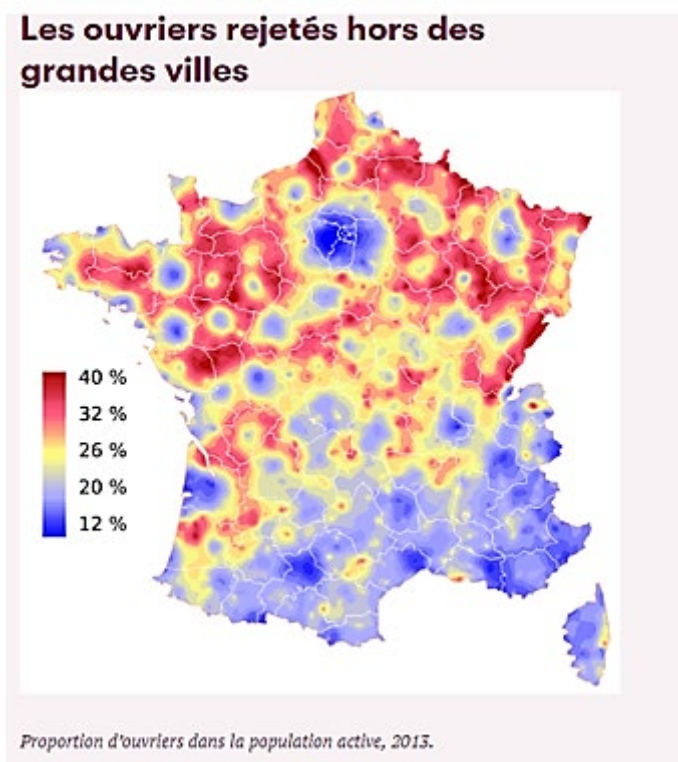 Les ouvriers rejetés hors des
grandes villes
40 %
32 %
26 %
20 %
12 %
Proportion d'ouvriers dans la population active, 2013.